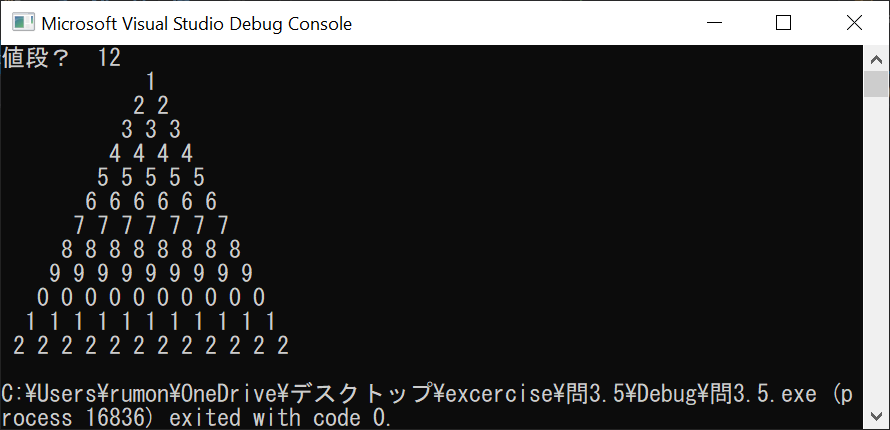 Microsoft Visual Studio Debug Console
値段？ 12
1
2 2
3 3 3
4 4 4 4
5 5 5 5 5
6 6 6 6 6 6
7 7 7 7 7 7 7
8 8 8 8 8 8 8 8
9 9 9 9 9 9 9 9 9
0 0 0 0 0 0 0 0 0 0
1 1 1 1 1 1 1 1 1 1 1
2 2 2 2 2 2 2 2 2 2 2 2
C:¥Users¥rumon¥OneDrive¥デスクトップ¥excercise¥問3.5¥Debug¥問3.5.exe (p
rocess 16836) exited with code 0.